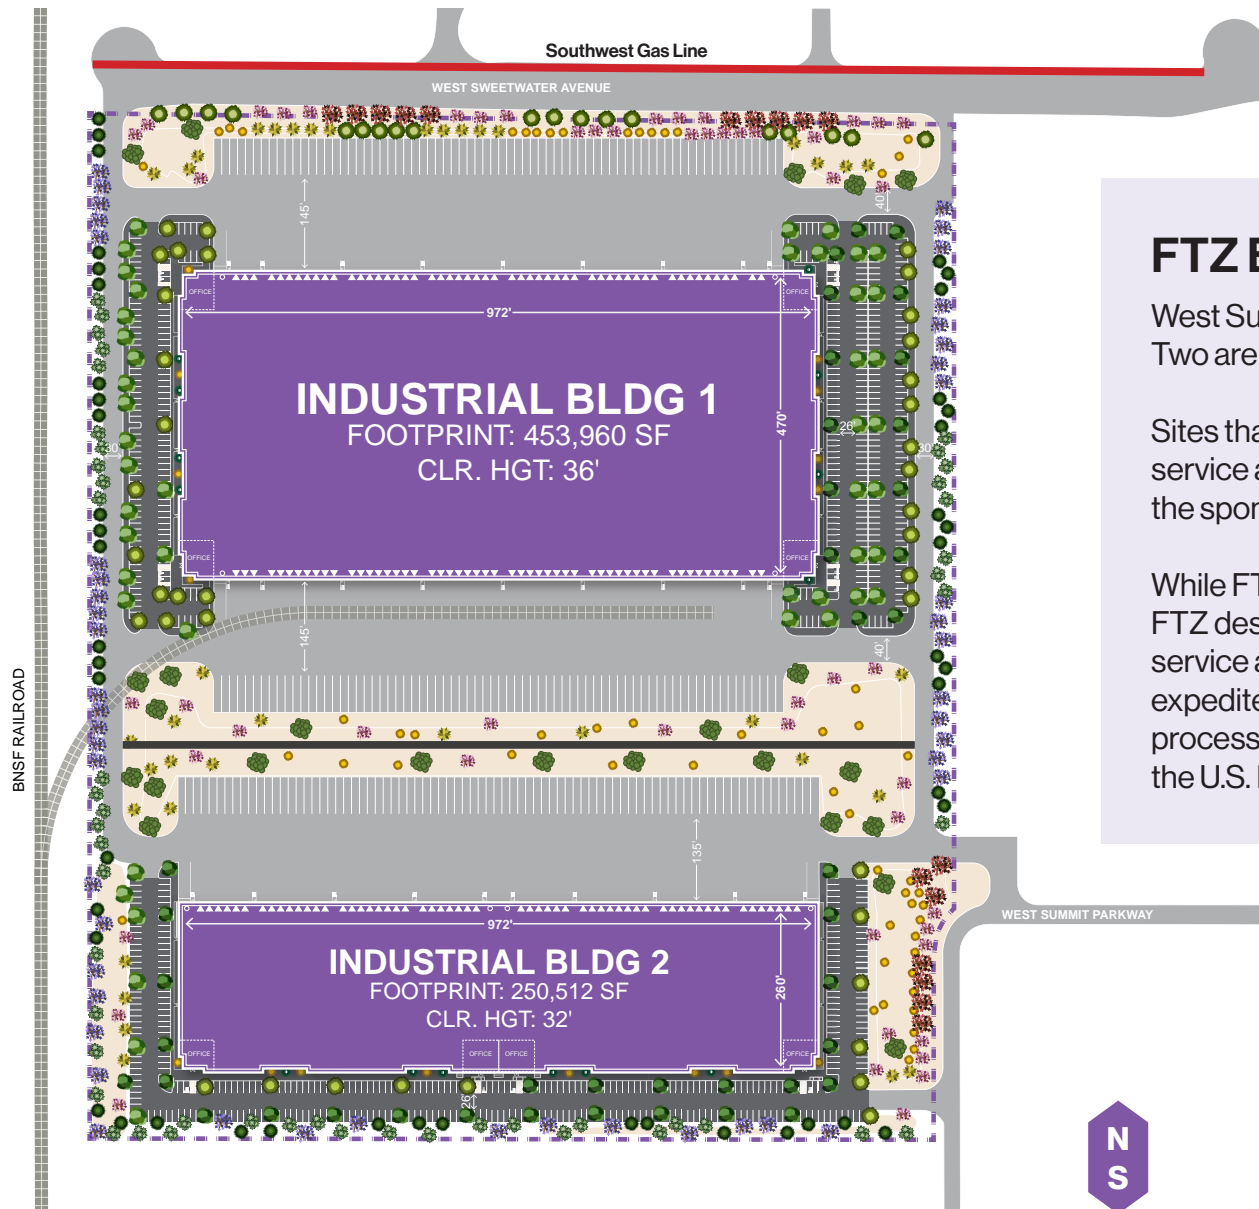 Southwest Gas Line
WEST SWEETWATER AVENUE
145'
40'
OFFICE
OFFICE
972'
INDUSTRIAL BLDG 1
FOOTPRINT: 453,960 SF
CLR. HGT: 36'
470'
30'
26'
30'
OFFICE
OFFICE
145'
40'
BNSF RAILROAD
135'
972'
INDUSTRIAL BLDG 2
FOOTPRINT: 250,512 SF
CLR. HGT: 32'
260'
OFFICE
OFFICE
OFFICE
OFFICE
26'
WEST SUMMIT PARKWAY
FTZ
West Su
Two are
Sites tha
service a
the spon
While FT
FTZ des
service a
expedite
process
the U.S.
N
S